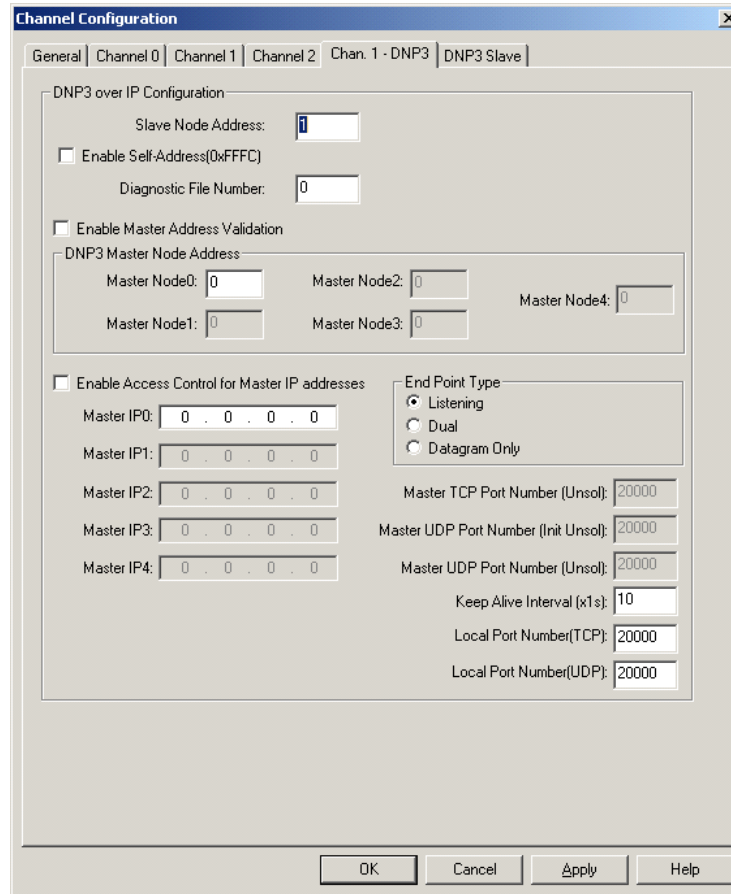 Channel Configuration
General Channel 0 Channel 1 Channel 2 Chan. 1 - DNP3 DNP3 Slave
DNP3 over IP Configuration
Slave Node Address: 1
Enable Self-Address(0xFFFC)
Diagnostic File Number: 0
Enable Master Address Validation
DNP3 Master Node Address
Master Node0: 0 Master Node2: 0 Master Node4: 0
Master Node1: 0 Master Node3: 0
Enable Access Control for Master IP addresses
Master IP0: 0 . 0 . 0 . 0
Master IP1: 0 . 0 . 0 . 0
Master IP2: 0 . 0 . 0 . 0
Master IP3: 0 . 0 . 0 . 0
Master IP4: 0 . 0 . 0 . 0
End Point Type
Listening
Dual
Datagram Only
Master TCP Port Number (Unsol): 20000
Master UDP Port Number (Init Unsol): 20000
Master UDP Port Number (Unsol): 20000
Keep Alive Interval (x1s): 10
Local Port Number(TCP): 20000
Local Port Number(UDP): 20000
OK Cancel Apply Help